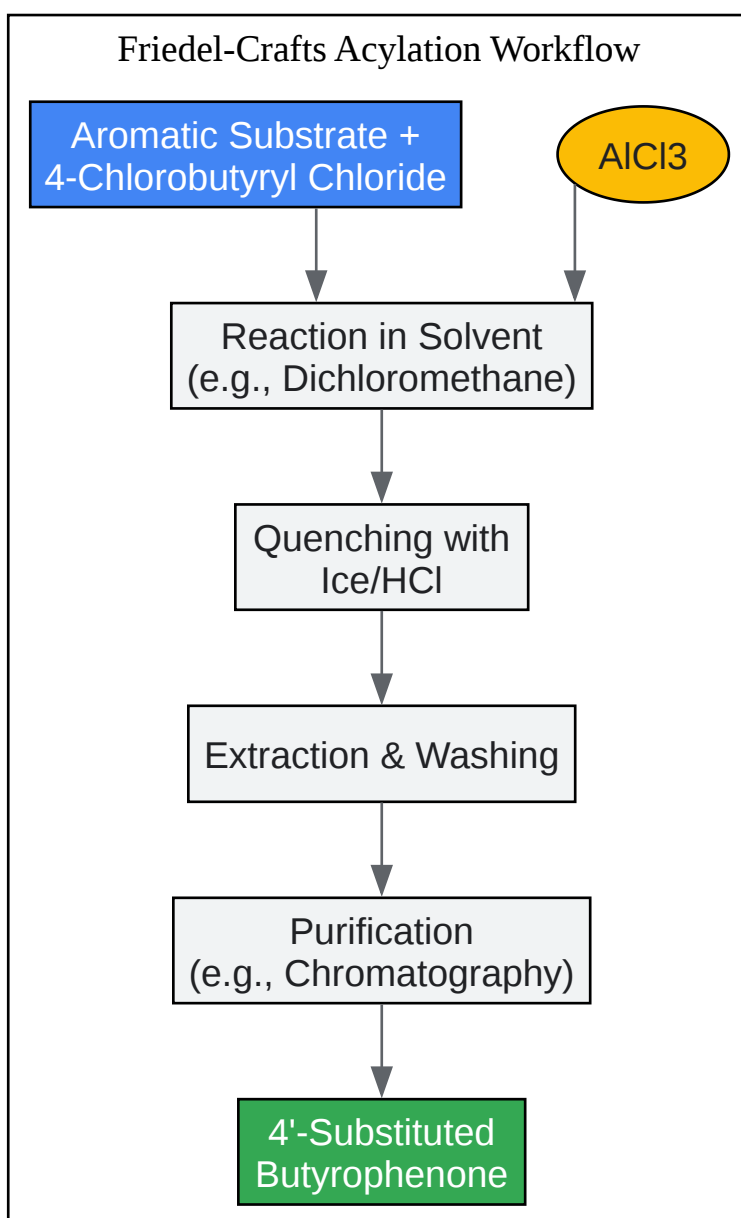 Friedel-Crafts Acylation Workflow
Aromatic Substrate +
4-Chlorobutyryl Chloride
AlCl3
Reaction in Solvent
(e.g., Dichloromethane)
Quenching with
Ice/HCl
Extraction & Washing
Purification
(e.g., Chromatography)
4'-Substituted
Butyrophenone